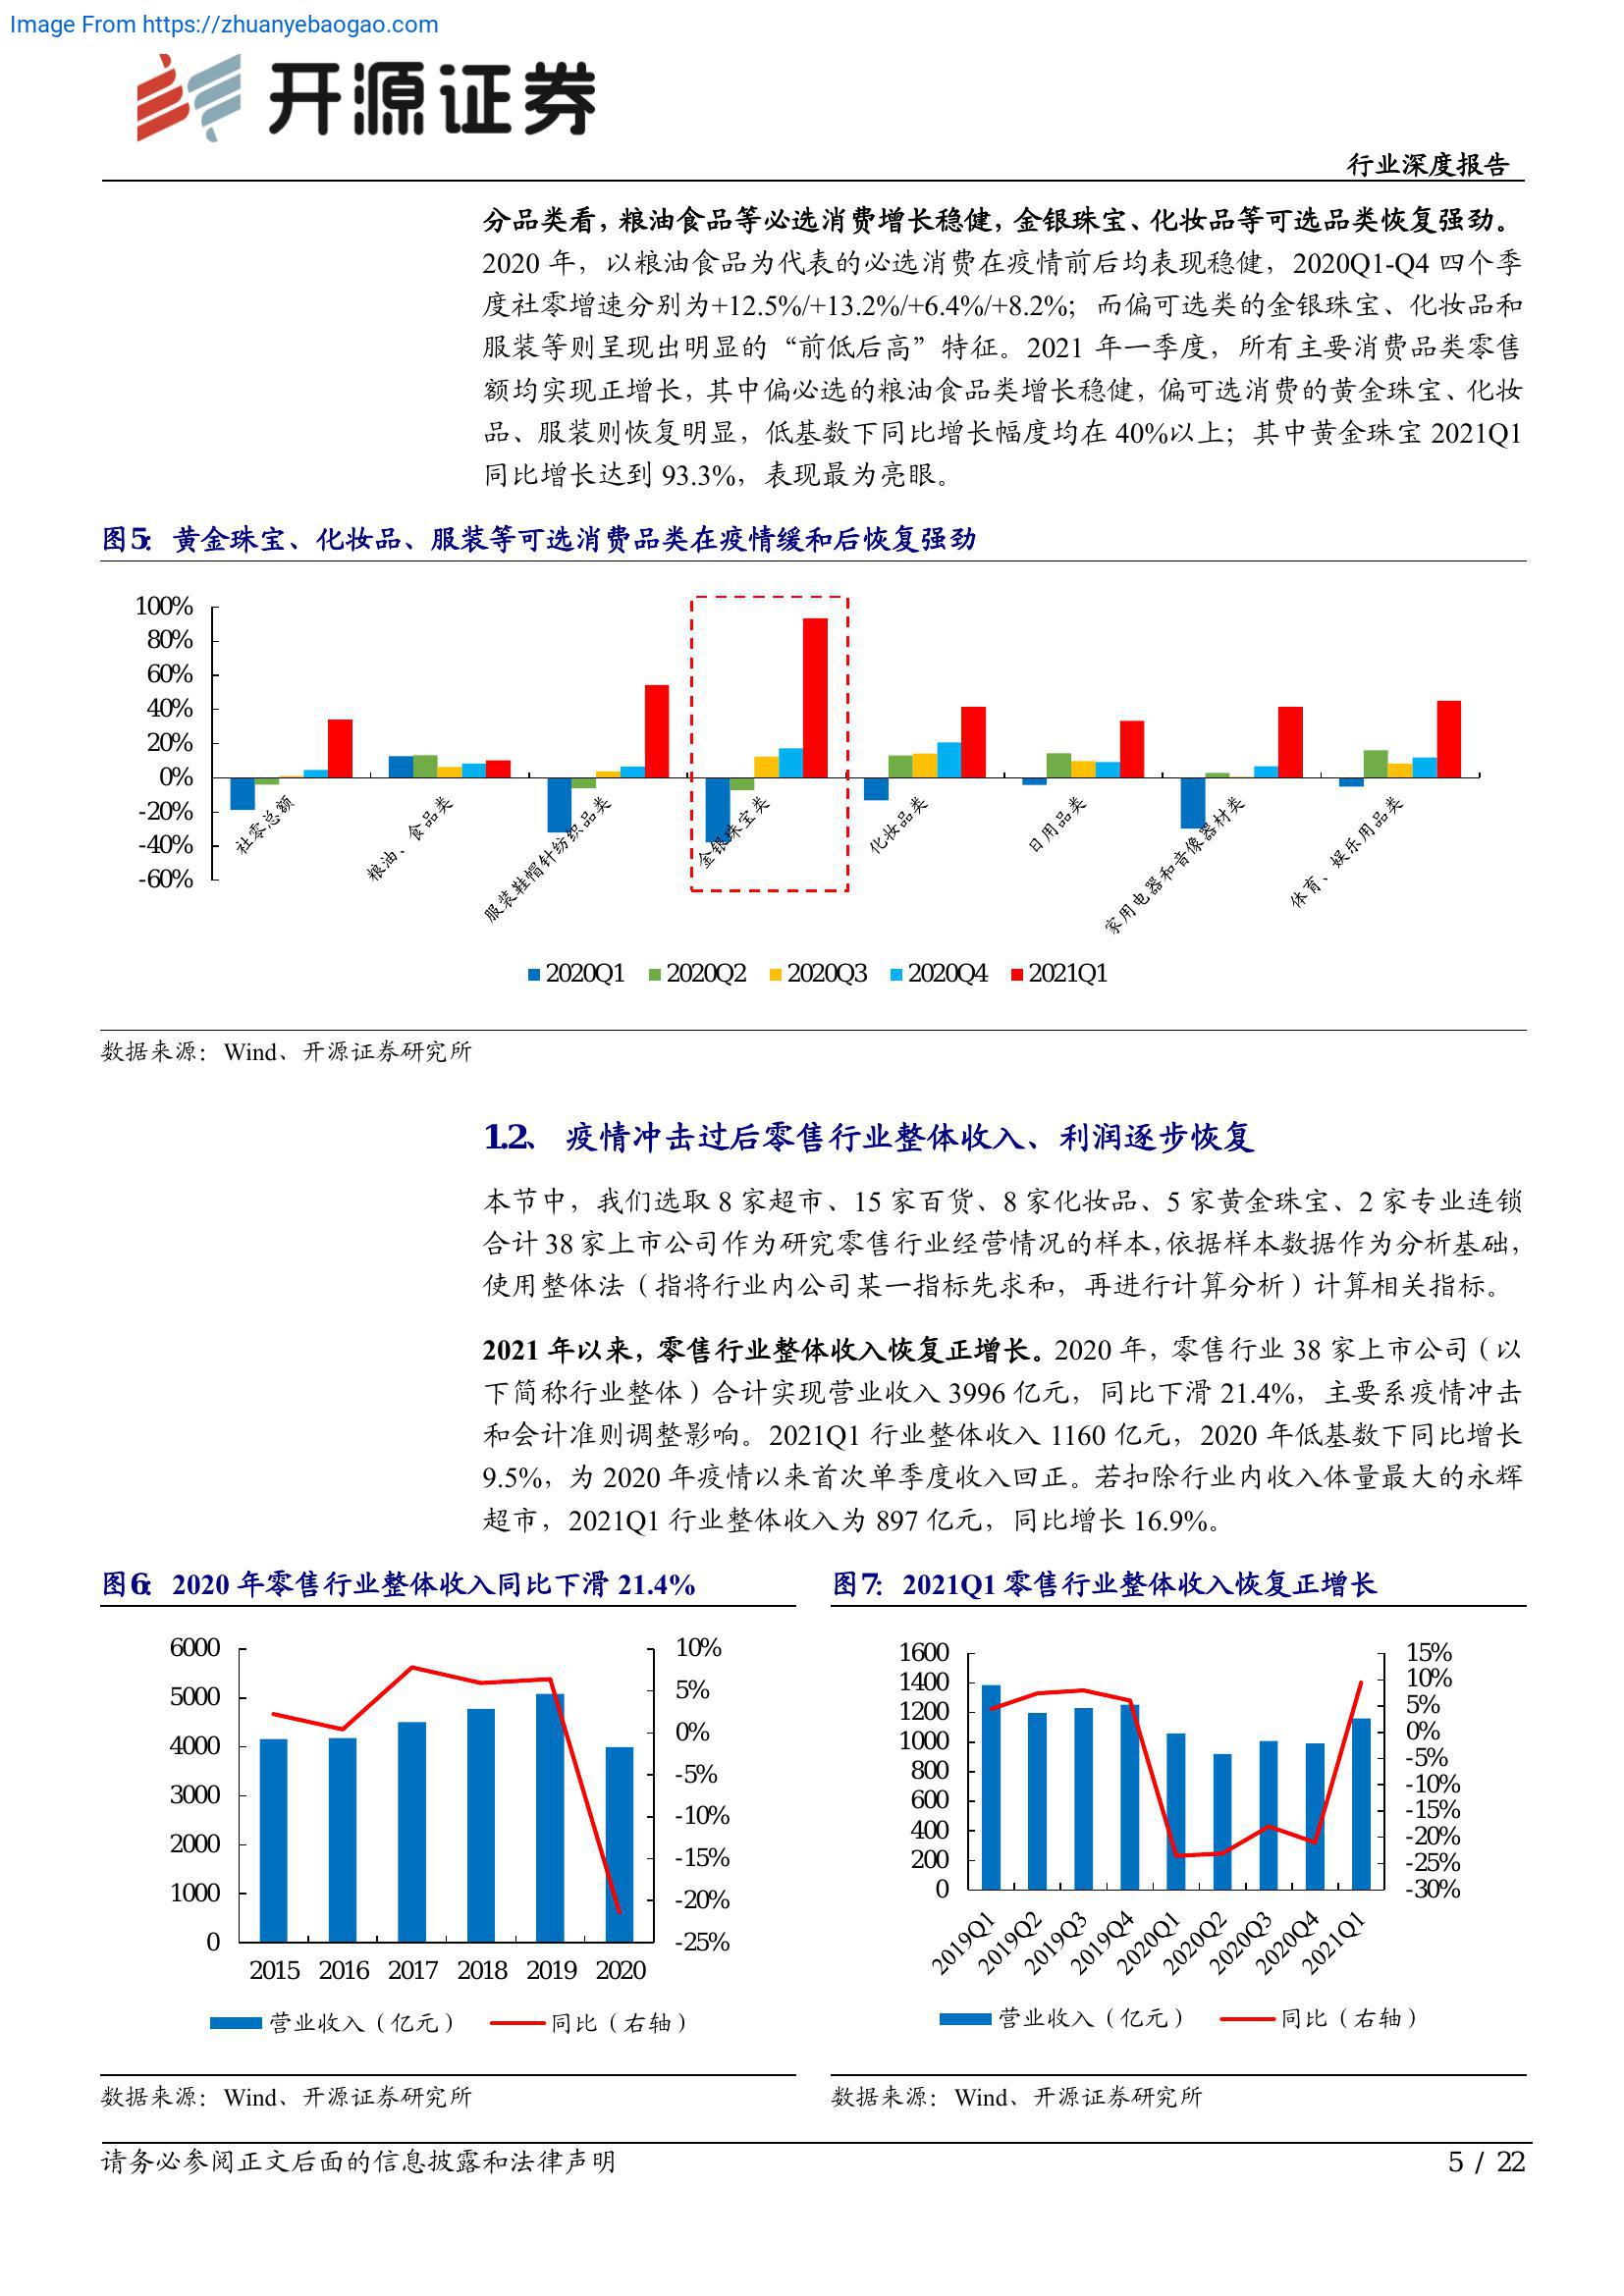 Image From https://zhuanyebaogao.com
开源证券
行业深度报告
分品类看，粮油食品等必选消费增长稳健，金银珠宝、化妆品等可选品类恢复强劲。
2020 年，以粮油食品为代表的必选消费在疫情前后均表现稳健，2020Q1-Q4 四个季
度社零增速分别为+12.5%/+13.2%/+6.4%/+8.2%；而偏可选类的金银珠宝、化妆品和
服装等则呈现出明显的“前低后高”特征。2021 年一季度，所有主要消费品类零售
额均实现正增长，其中偏必选的粮油食品类增长稳健，偏可选消费的黄金珠宝、化妆
品、服装则恢复明显，低基数下同比增长幅度均在 40%以上；其中黄金珠宝 2021Q1
同比增长达到 93.3%，表现最为亮眼。
图5：黄金珠宝、化妆品、服装等可选消费品类在疫情缓和后恢复强劲
100%
80%
60%
40%
20%
0%
-20%
-40%
-60%
社零总额
粮油、食品类
服装鞋帽针纺织品类
金银珠宝类
化妆品类
日用品类
家用电器和音像器材类
体育、娱乐用品类
2020Q1 2020Q2 2020Q3 2020Q4 2021Q1
数据来源：Wind、开源证券研究所
1.2、 疫情冲击过后零售行业整体收入、利润逐步恢复
本节中，我们选取 8 家超市、15 家百货、8 家化妆品、5 家黄金珠宝、2 家专业连锁
合计 38 家上市公司作为研究零售行业经营情况的样本，依据样本数据作为分析基础，
使用整体法（指将行业内公司某一指标先求和，再进行计算分析）计算相关指标。
2021 年以来，零售行业整体收入恢复正增长。2020 年，零售行业 38 家上市公司（以
下简称行业整体）合计实现营业收入 3996 亿元，同比下滑 21.4%，主要系疫情冲击
和会计准则调整影响。2021Q1 行业整体收入 1160 亿元，2020 年低基数下同比增长
9.5%，为 2020 年疫情以来首次单季度收入回正。若扣除行业内收入体量最大的永辉
超市，2021Q1 行业整体收入为 897 亿元，同比增长 16.9%。
图6：2020 年零售行业整体收入同比下滑 21.4%
6000
5000
4000
3000
2000
1000
0
10%
5%
0%
-5%
-10%
-15%
-20%
-25%
2015 2016 2017 2018 2019 2020
营业收入（亿元） 同比（右轴）
数据来源：Wind、开源证券研究所
图7：2021Q1 零售行业整体收入恢复正增长
1600
1400
1200
1000
800
600
400
200
0
15%
10%
5%
0%
-5%
-10%
-15%
-20%
-25%
-30%
2019Q1 2019Q2 2019Q3 2019Q4 2020Q1 2020Q2 2020Q3 2020Q4 2021Q1
营业收入（亿元） 同比（右轴）
数据来源：Wind、开源证券研究所
请务必参阅正文后面的信息披露和法律声明
5 / 22